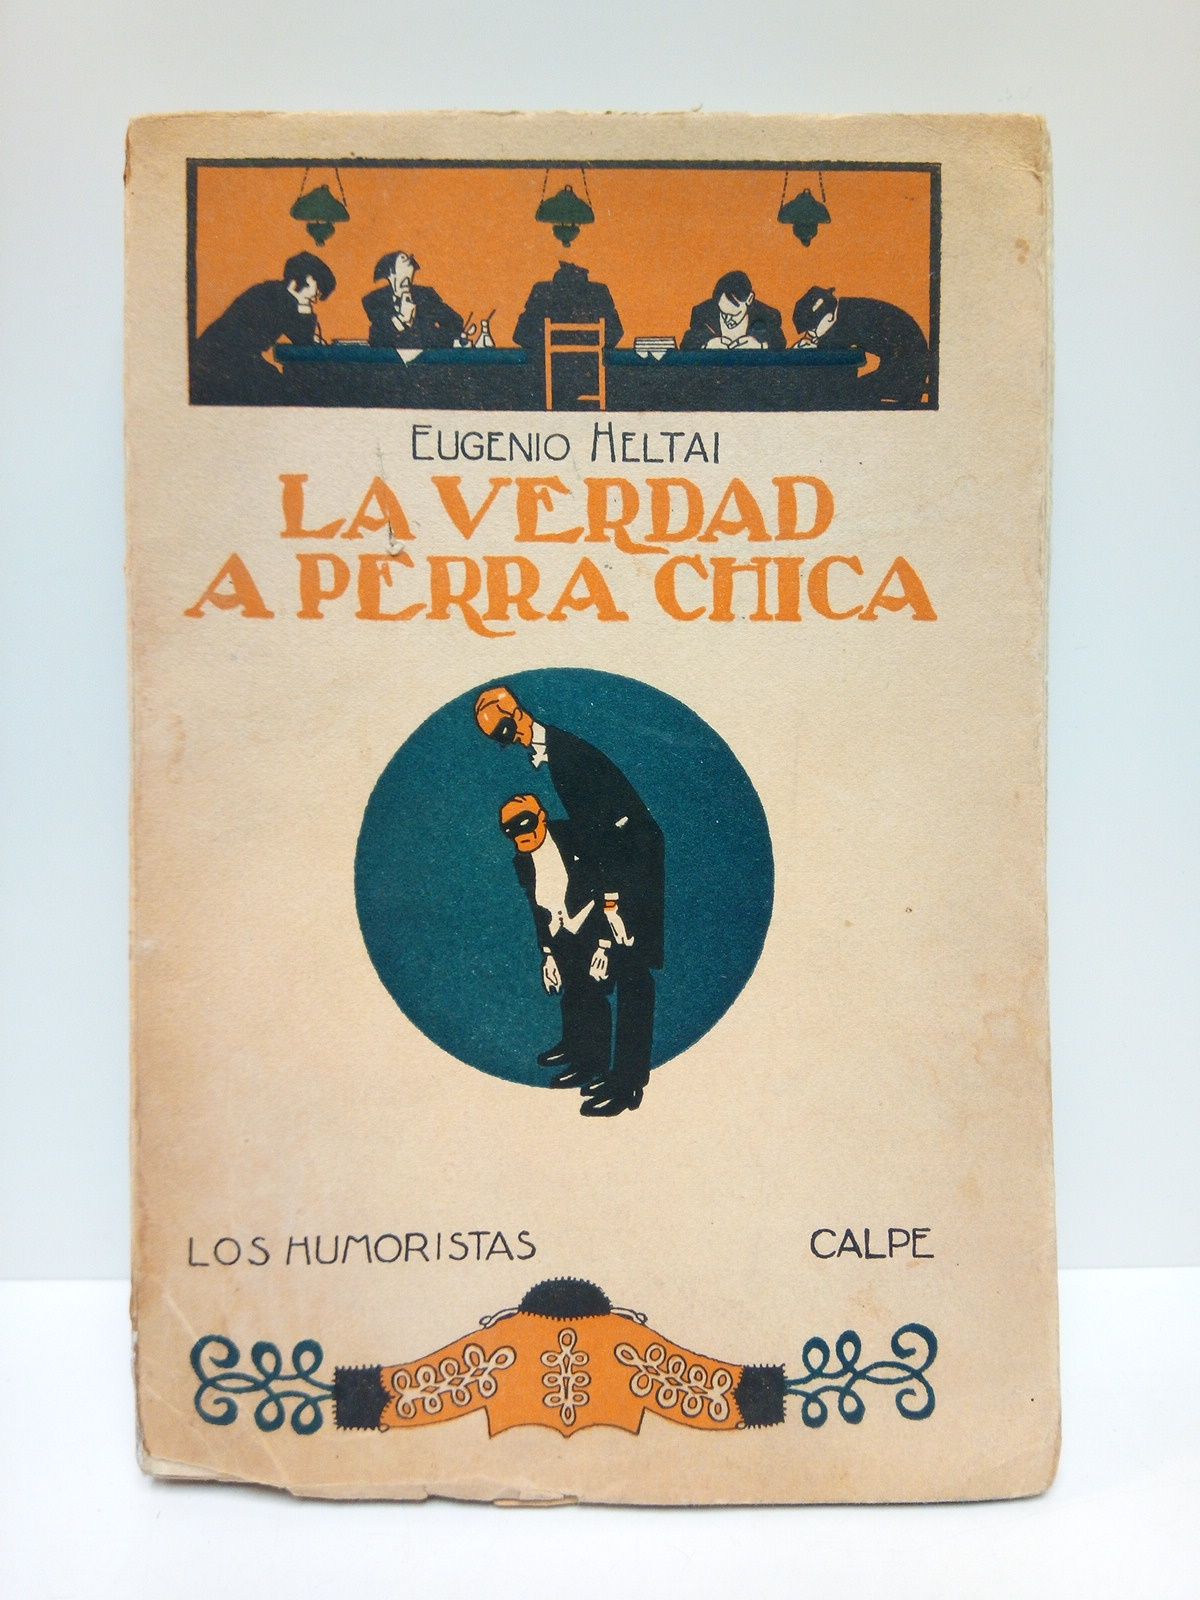 EUGENIO HELTAI
LA VERDAD
A PERRA CHICA
LOS HUMORISTAS
CALPE